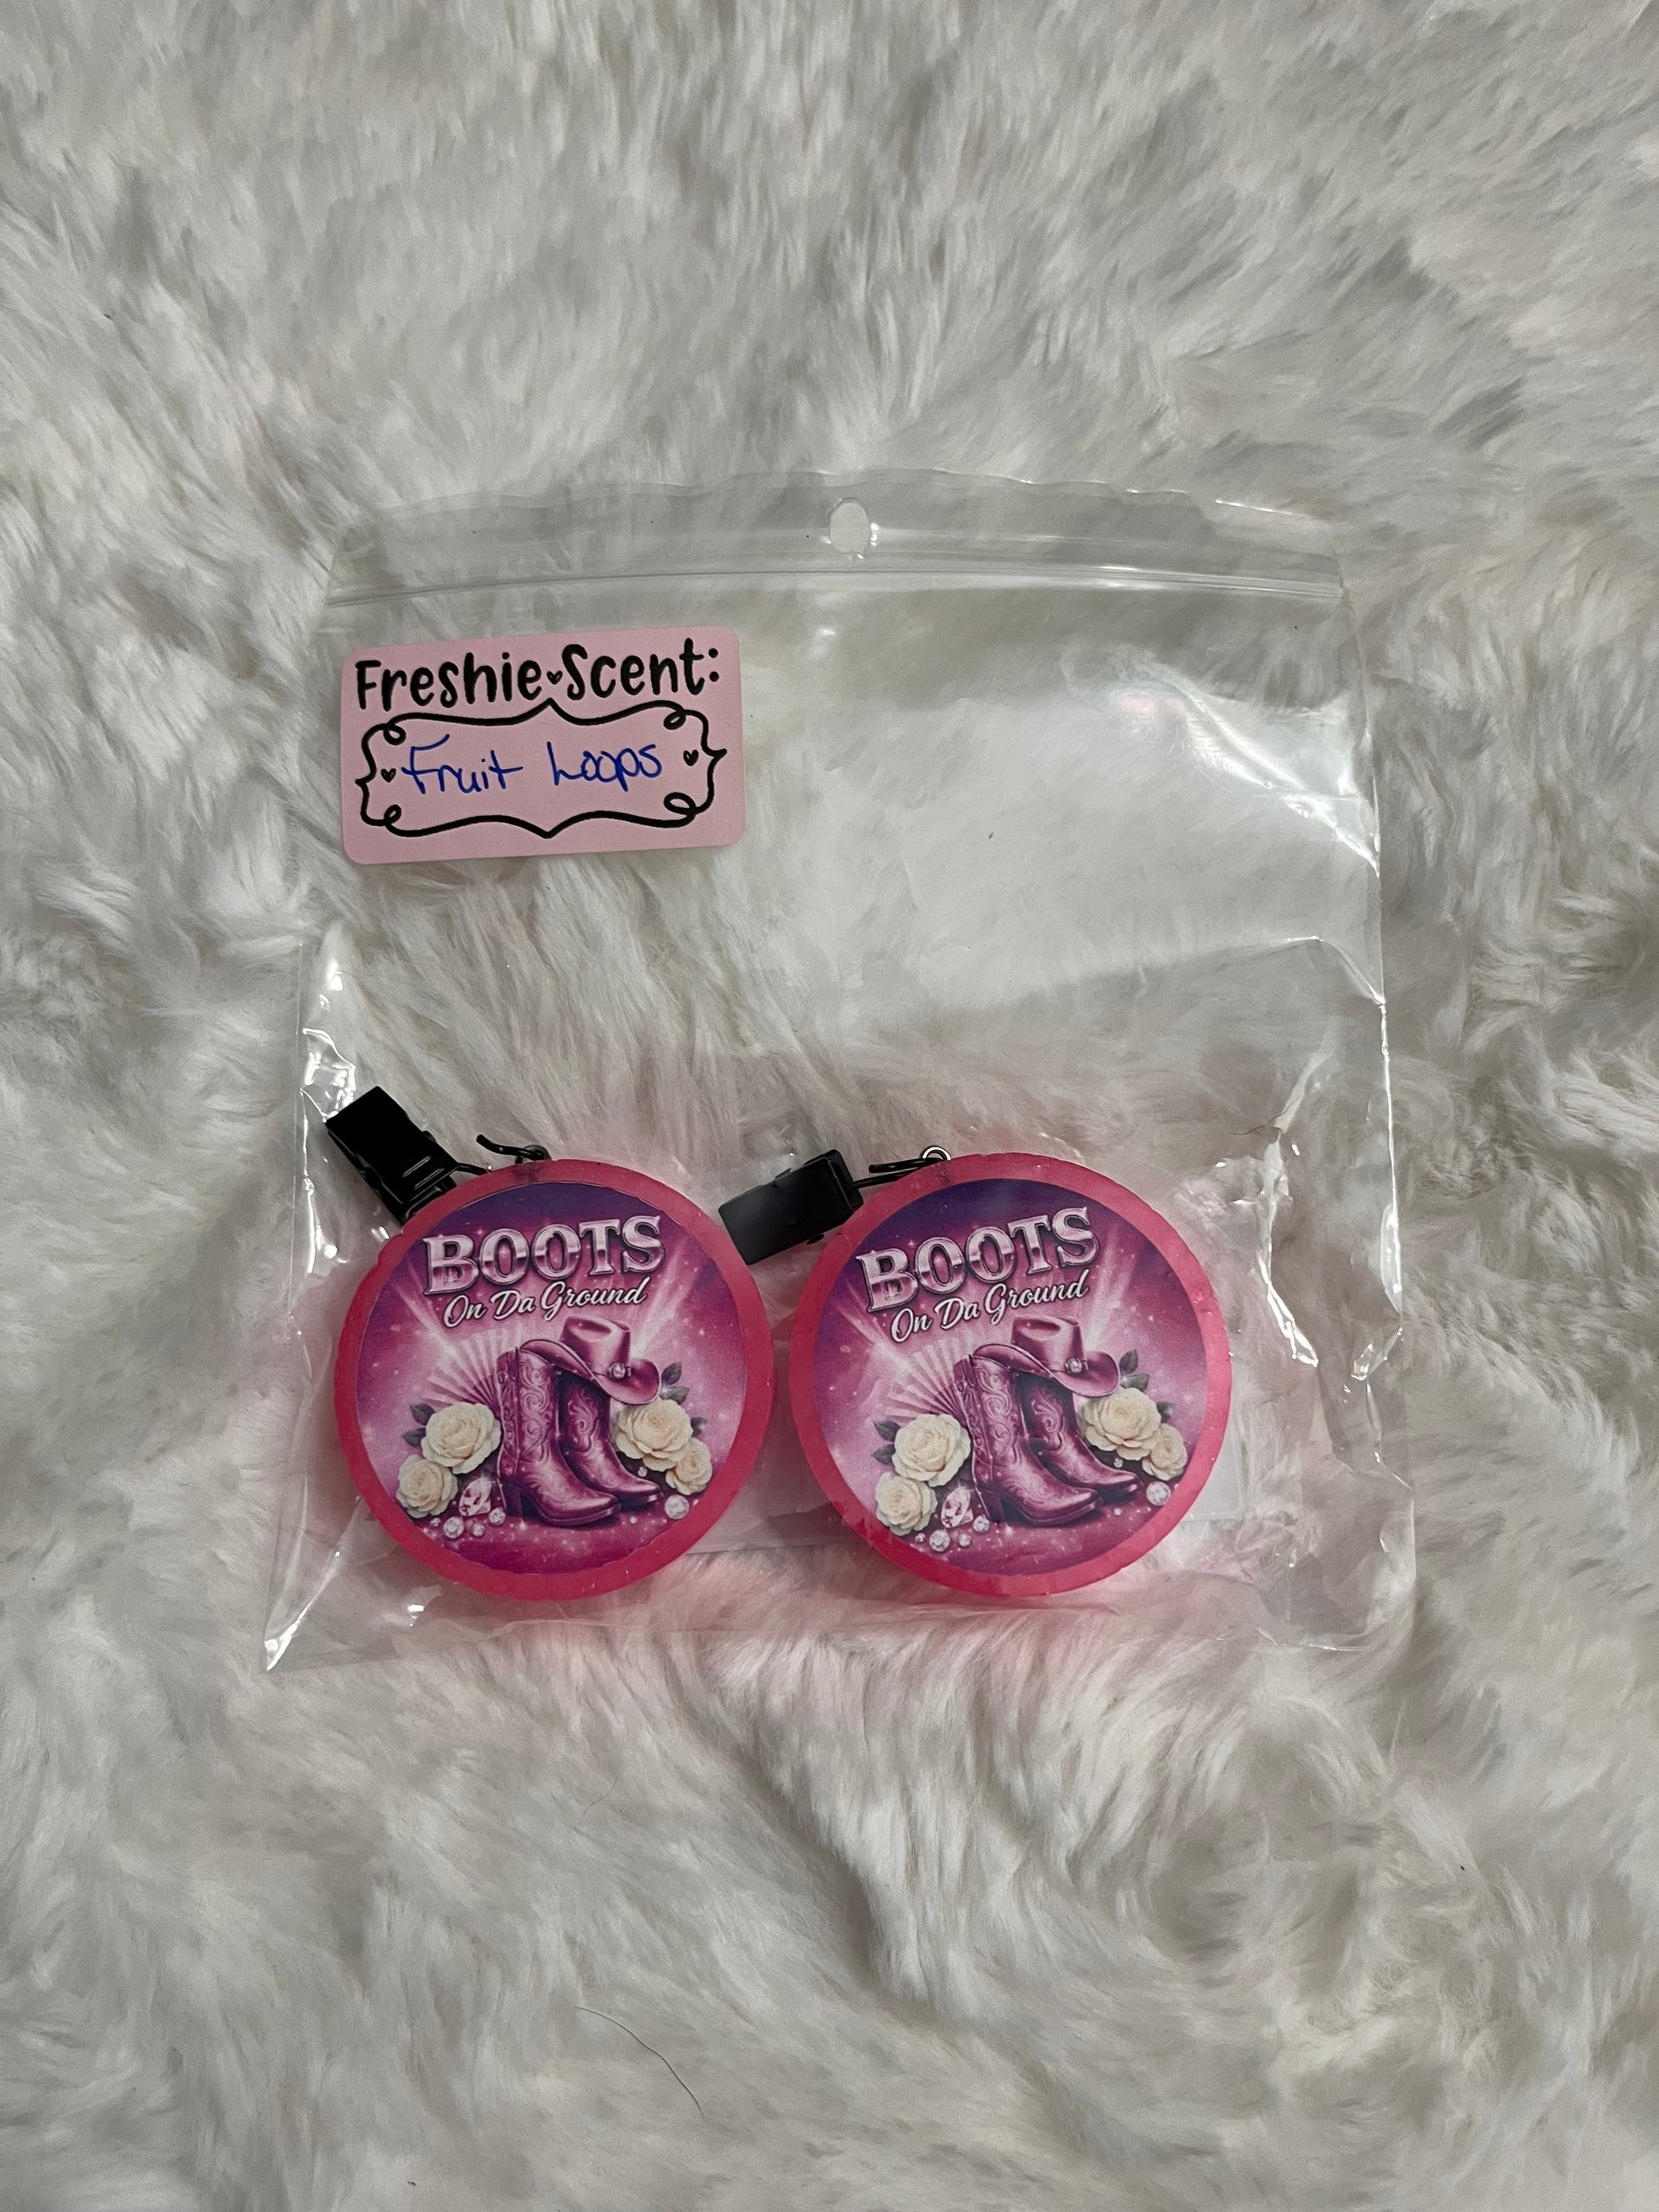 Freshie Scent:
Fruit Loops
BOOTS
On Da Ground
BOOTS
On Da Ground